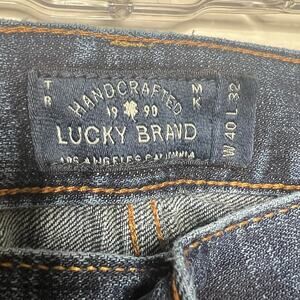 TR
MK
HANDCRAFTED
19 90
LUCKY BRAND
LOS ANGELES CALIFORNIA
W 40 L 32